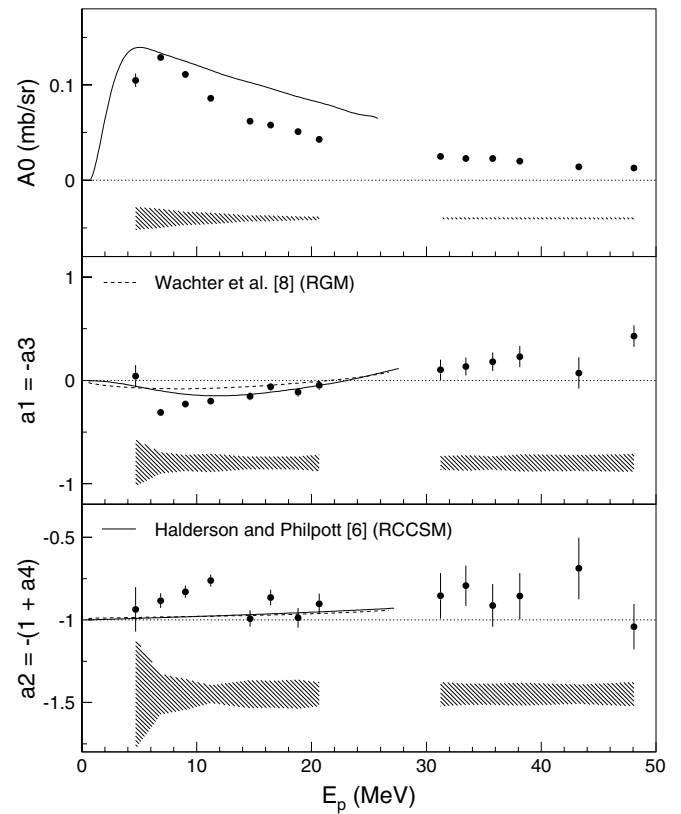 A0 (mb/sr)
0.1
0
Wachter et al. [8] (RGM)
a1 = -a3
1
0
-1
Halderson and Philpott [6] (RCCSM)
a2 = -(1 + a4)
-0.5
-1
-1.5
0 10 20 30 40 50
E_p (MeV)